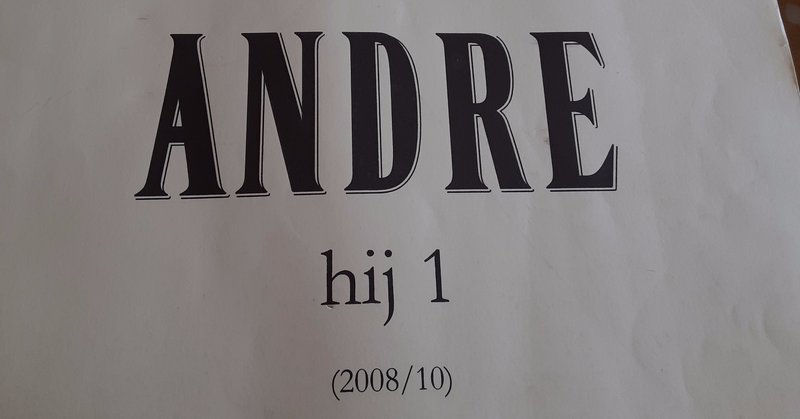 ANDRE
hij 1
(2008/10)